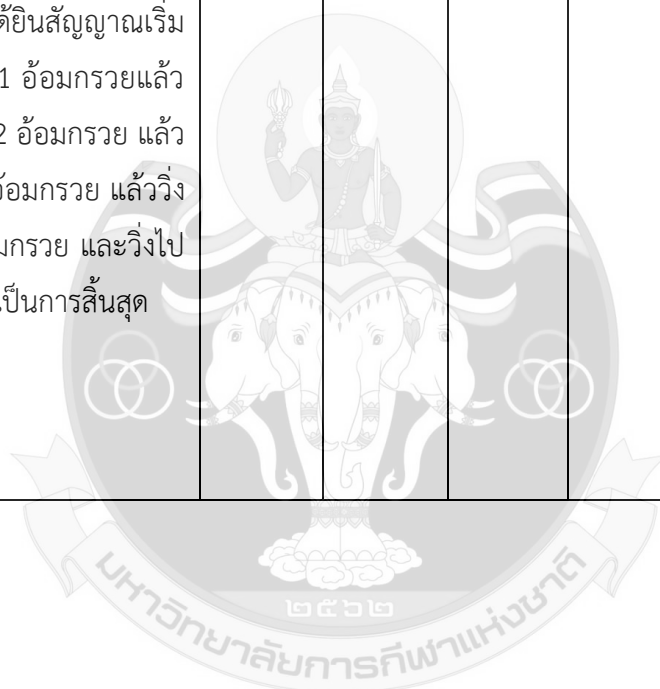 ด้ยินสัญญาณเริ่ม
1 อ้อมกรวยแล้ว
2 อ้อมกรวย แล้ว
อ้อมกรวย แล้ววิ่ง
มกรวย และวิ่งไป
เป็นการสิ้นสุด
๒๕๖๒
มหาวิทยาลัยการกีฬาแห่งชาติ